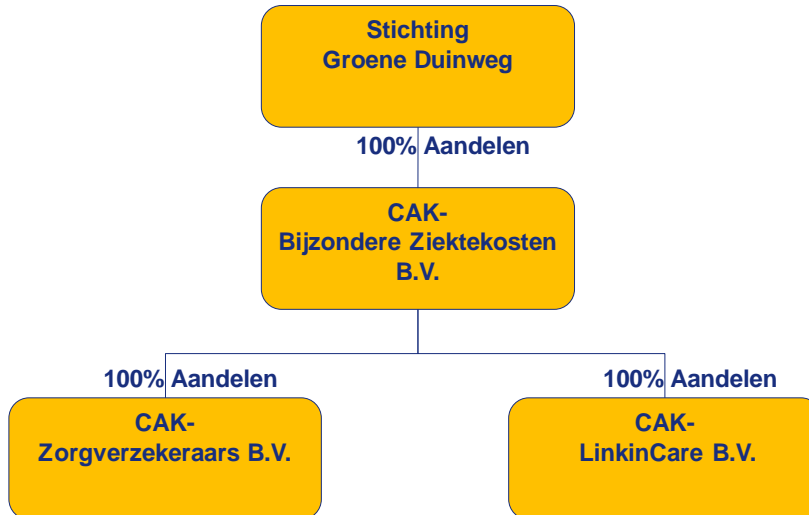 Stichting
Groene Duinweg
100% Aandelen
CAK-
Bijzondere Ziektekosten
B.V.
100% Aandelen
100% Aandelen
CAK-
Zorgverzekeraars B.V.
CAK-
LinkinCare B.V.